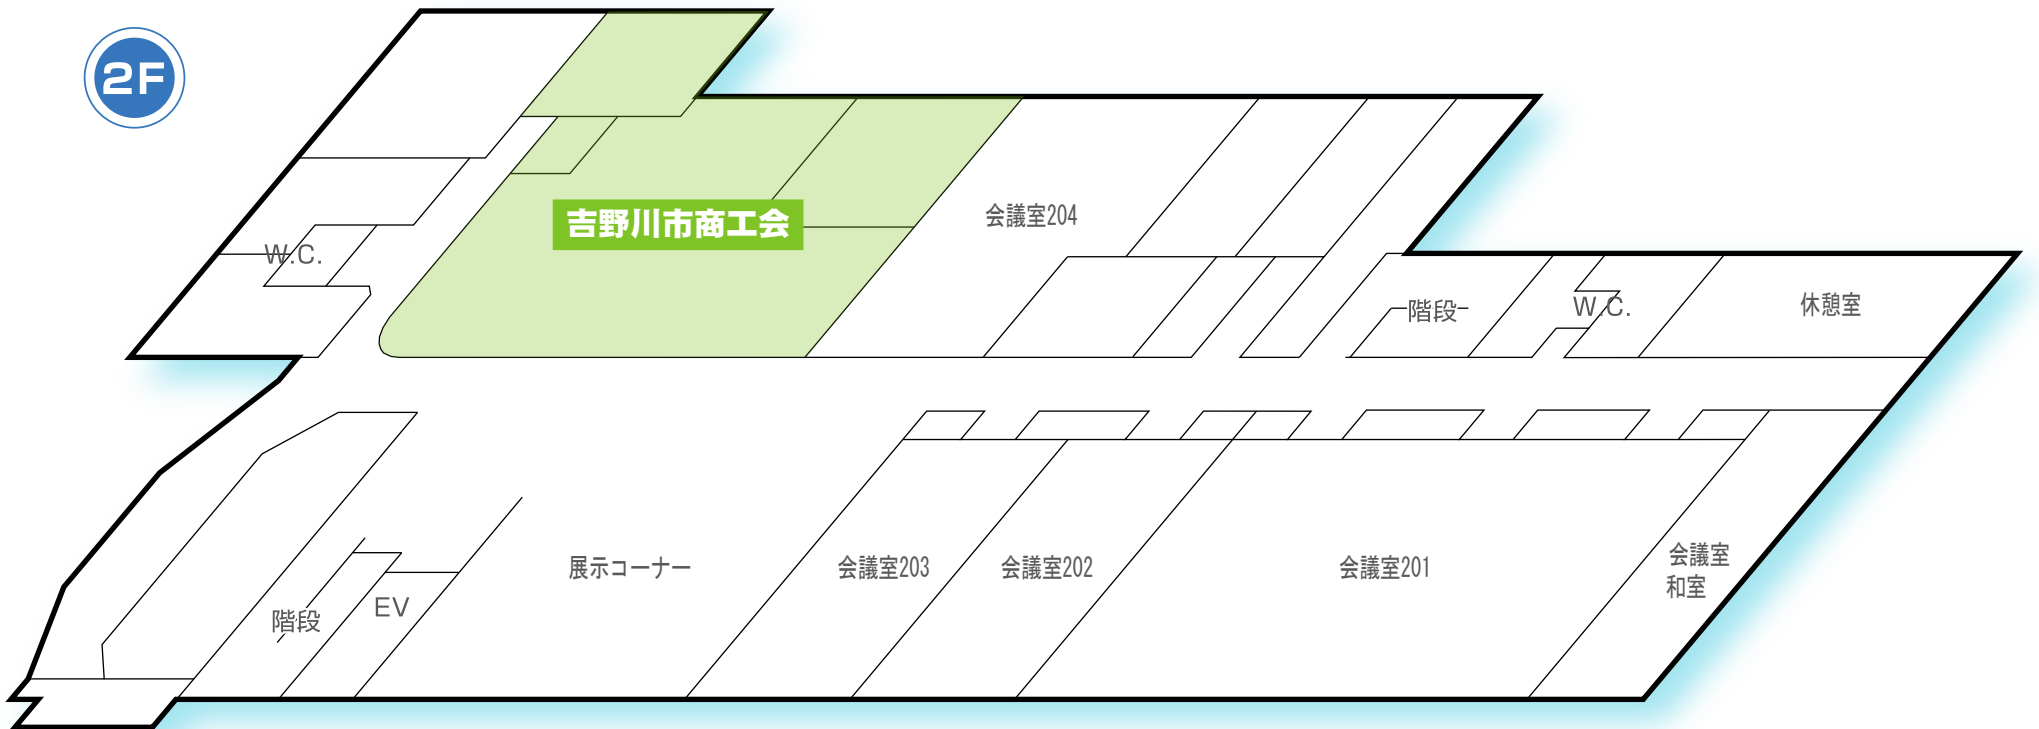 2F
吉野川市商工会
会議室204
W.C.
階段
W.C.
休憩室
展示コーナー
会議室203
会議室202
会議室201
会議室
和室
階段
EV